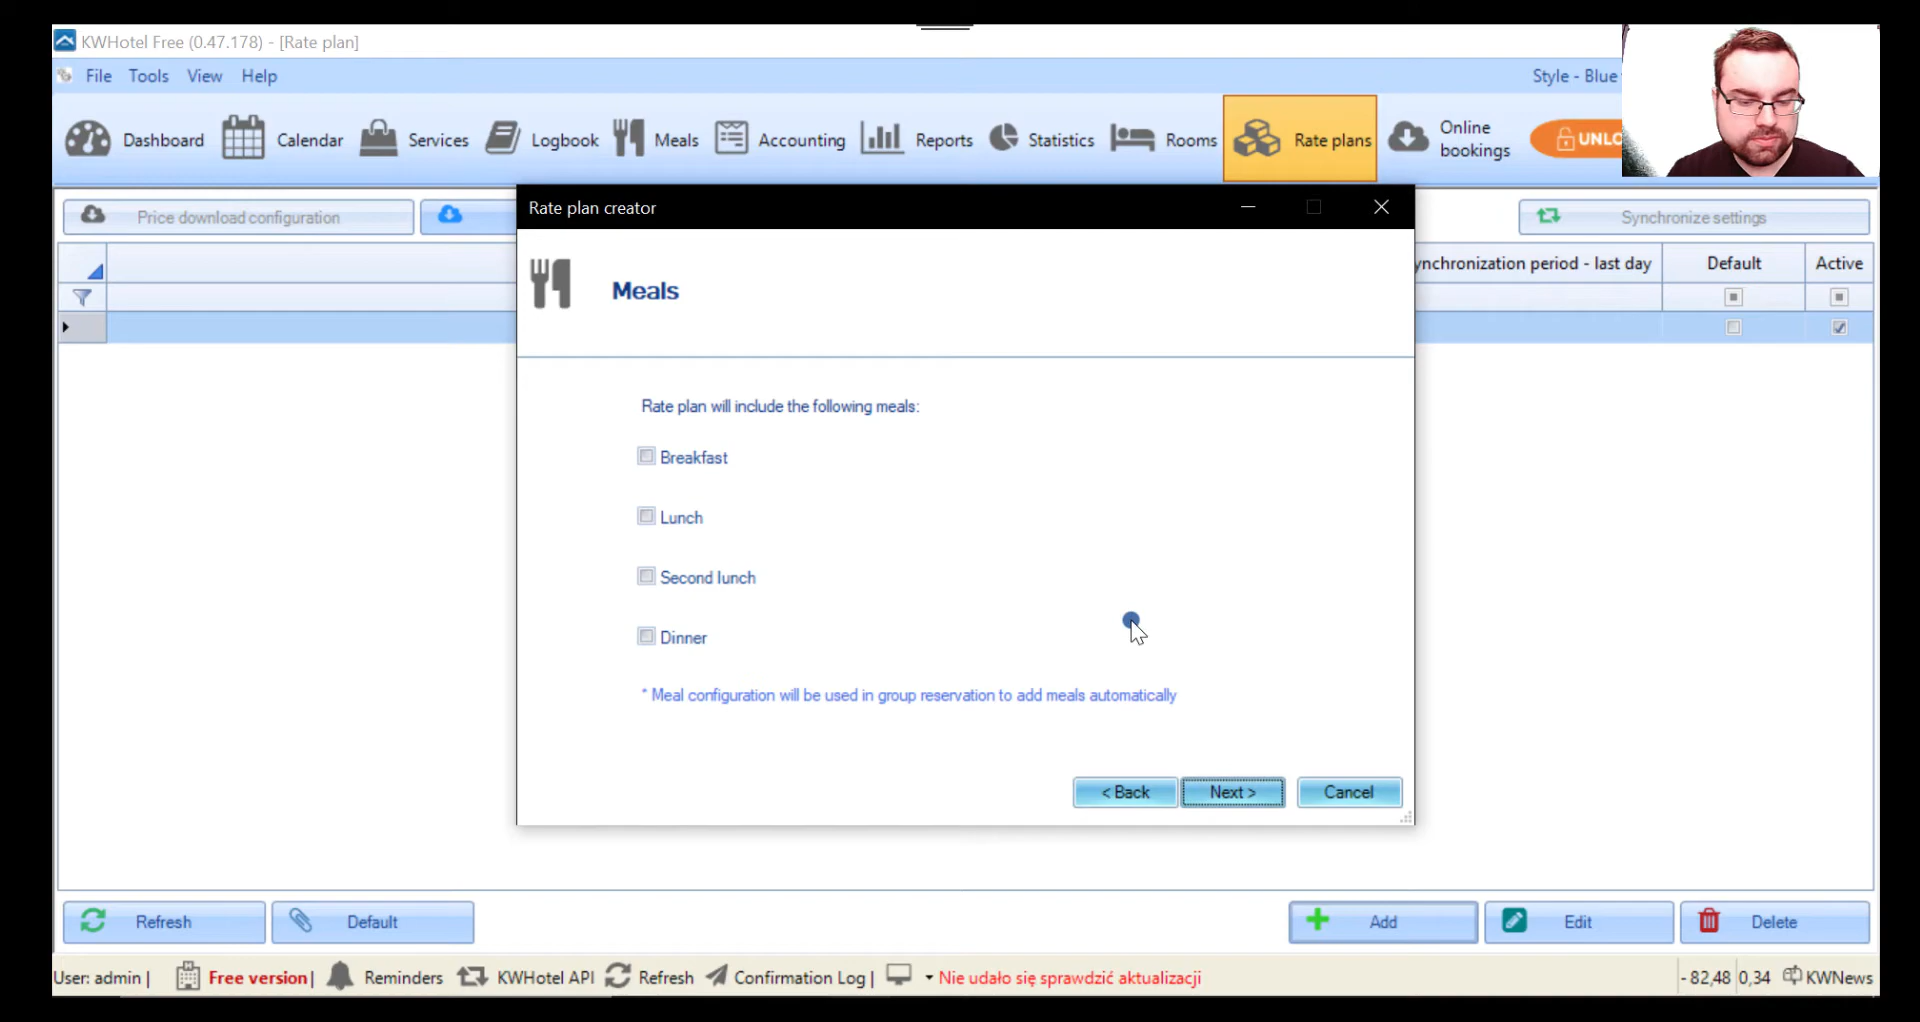 KWHotel Free (0.47.178) - [Rate plan]
File Tools View Help
Style - Blue
Dashboard Calendar Services Logbook Meals Accounting Reports Statistics Rooms Rate plans Online bookings
Price download configuration
Synchronize settings
Rate plan creator
ynchronization period - last day Default Active
Meals
Rate plan will include the following meals:
Breakfast
Lunch
Second lunch
Dinner
* Meal configuration will be used in group reservation to add meals automatically
< Back Next > Cancel
Refresh Default Add Edit Delete
User: admin | Free version | Reminders KWHotel API Refresh Confirmation Log | Nie udało się sprawdzić aktualizacji - 82,48 0,34 KWNews